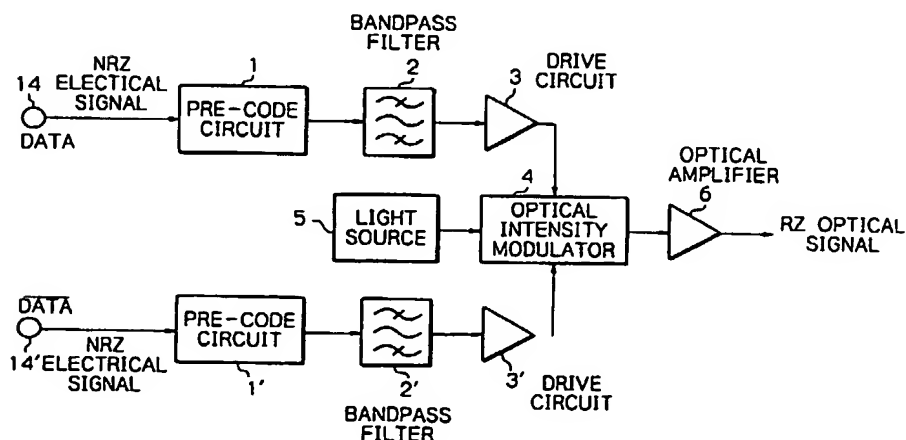 BANDPASS
FILTER
2
DRIVE
CIRCUIT
3
NRZ
ELECTICAL
SIGNAL
14
DATA
1
PRE-CODE
CIRCUIT
OPTICAL
AMPLIFIER
6
4
5
LIGHT
SOURCE
OPTICAL
INTENSITY
MODULATOR
RZ OPTICAL
SIGNAL
DATA
14'
NRZ
ELECTRICAL
SIGNAL
PRE-CODE
CIRCUIT
1'
2'
BANDPASS
FILTER
3'
DRIVE
CIRCUIT